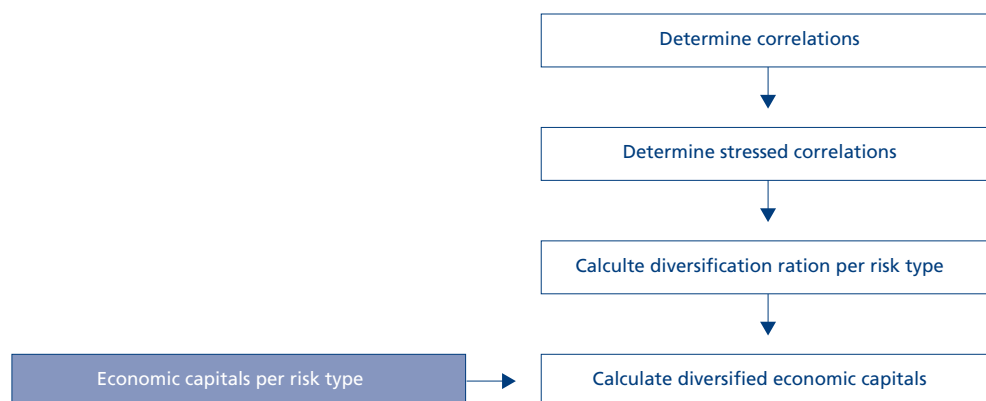 Determine correlations
Determine stressed correlations
Calculte diversification ration per risk type
Economic capitals per risk type
Calculate diversified economic capitals